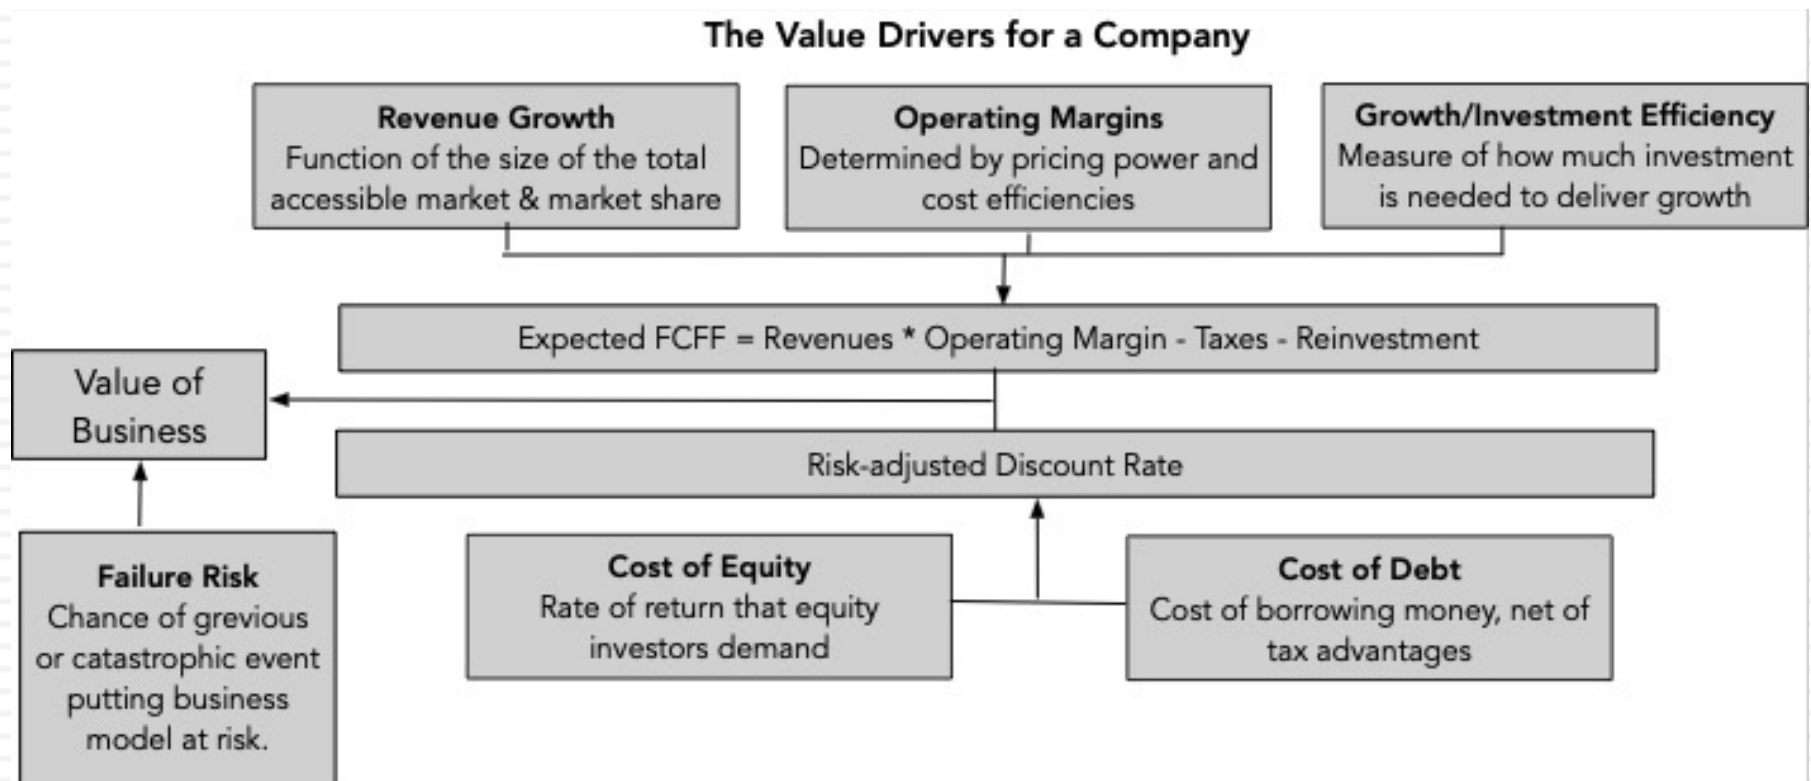 The Value Drivers for a Company
Revenue Growth
Function of the size of the total
accessible market & market share
Operating Margins
Determined by pricing power and
cost efficiencies
Growth/Investment Efficiency
Measure of how much investment
is needed to deliver growth
Expected FCFF = Revenues * Operating Margin - Taxes - Reinvestment
Value of
Business
Risk-adjusted Discount Rate
Failure Risk
Chance of grevious
or catastrophic event
putting business
model at risk.
Cost of Equity
Rate of return that equity
investors demand
Cost of Debt
Cost of borrowing money, net of
tax advantages